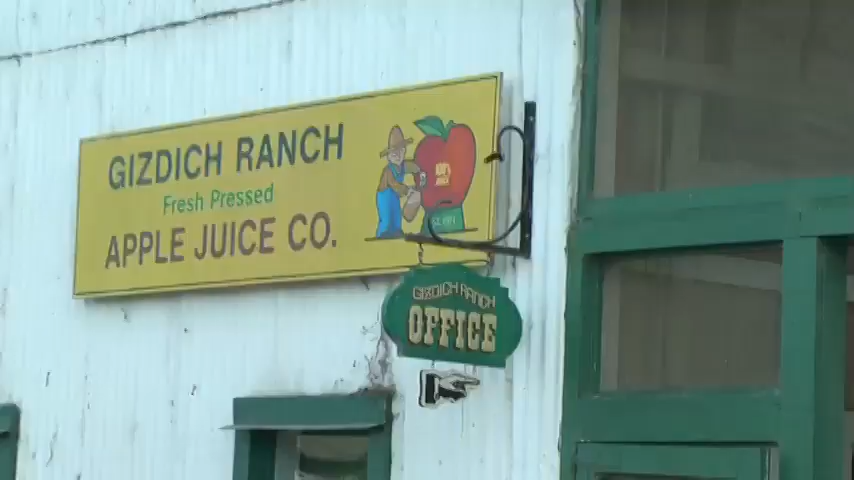 GIZDICH RANCH
Fresh Pressed
APPLE JUICE CO.
GIZDICH RANCH
OFFICE